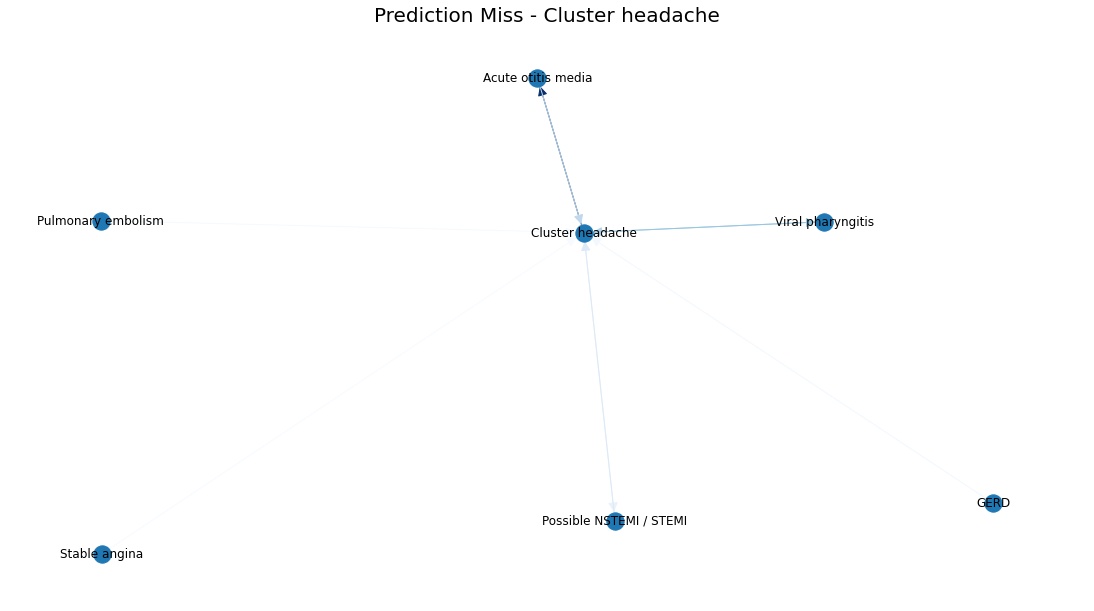 Prediction Miss - Cluster headache
Acute otitis media
Pulmonary embolism
Viral pharyngitis
Cluster headache
GERD
Possible NSTEMI / STEMI
Stable angina